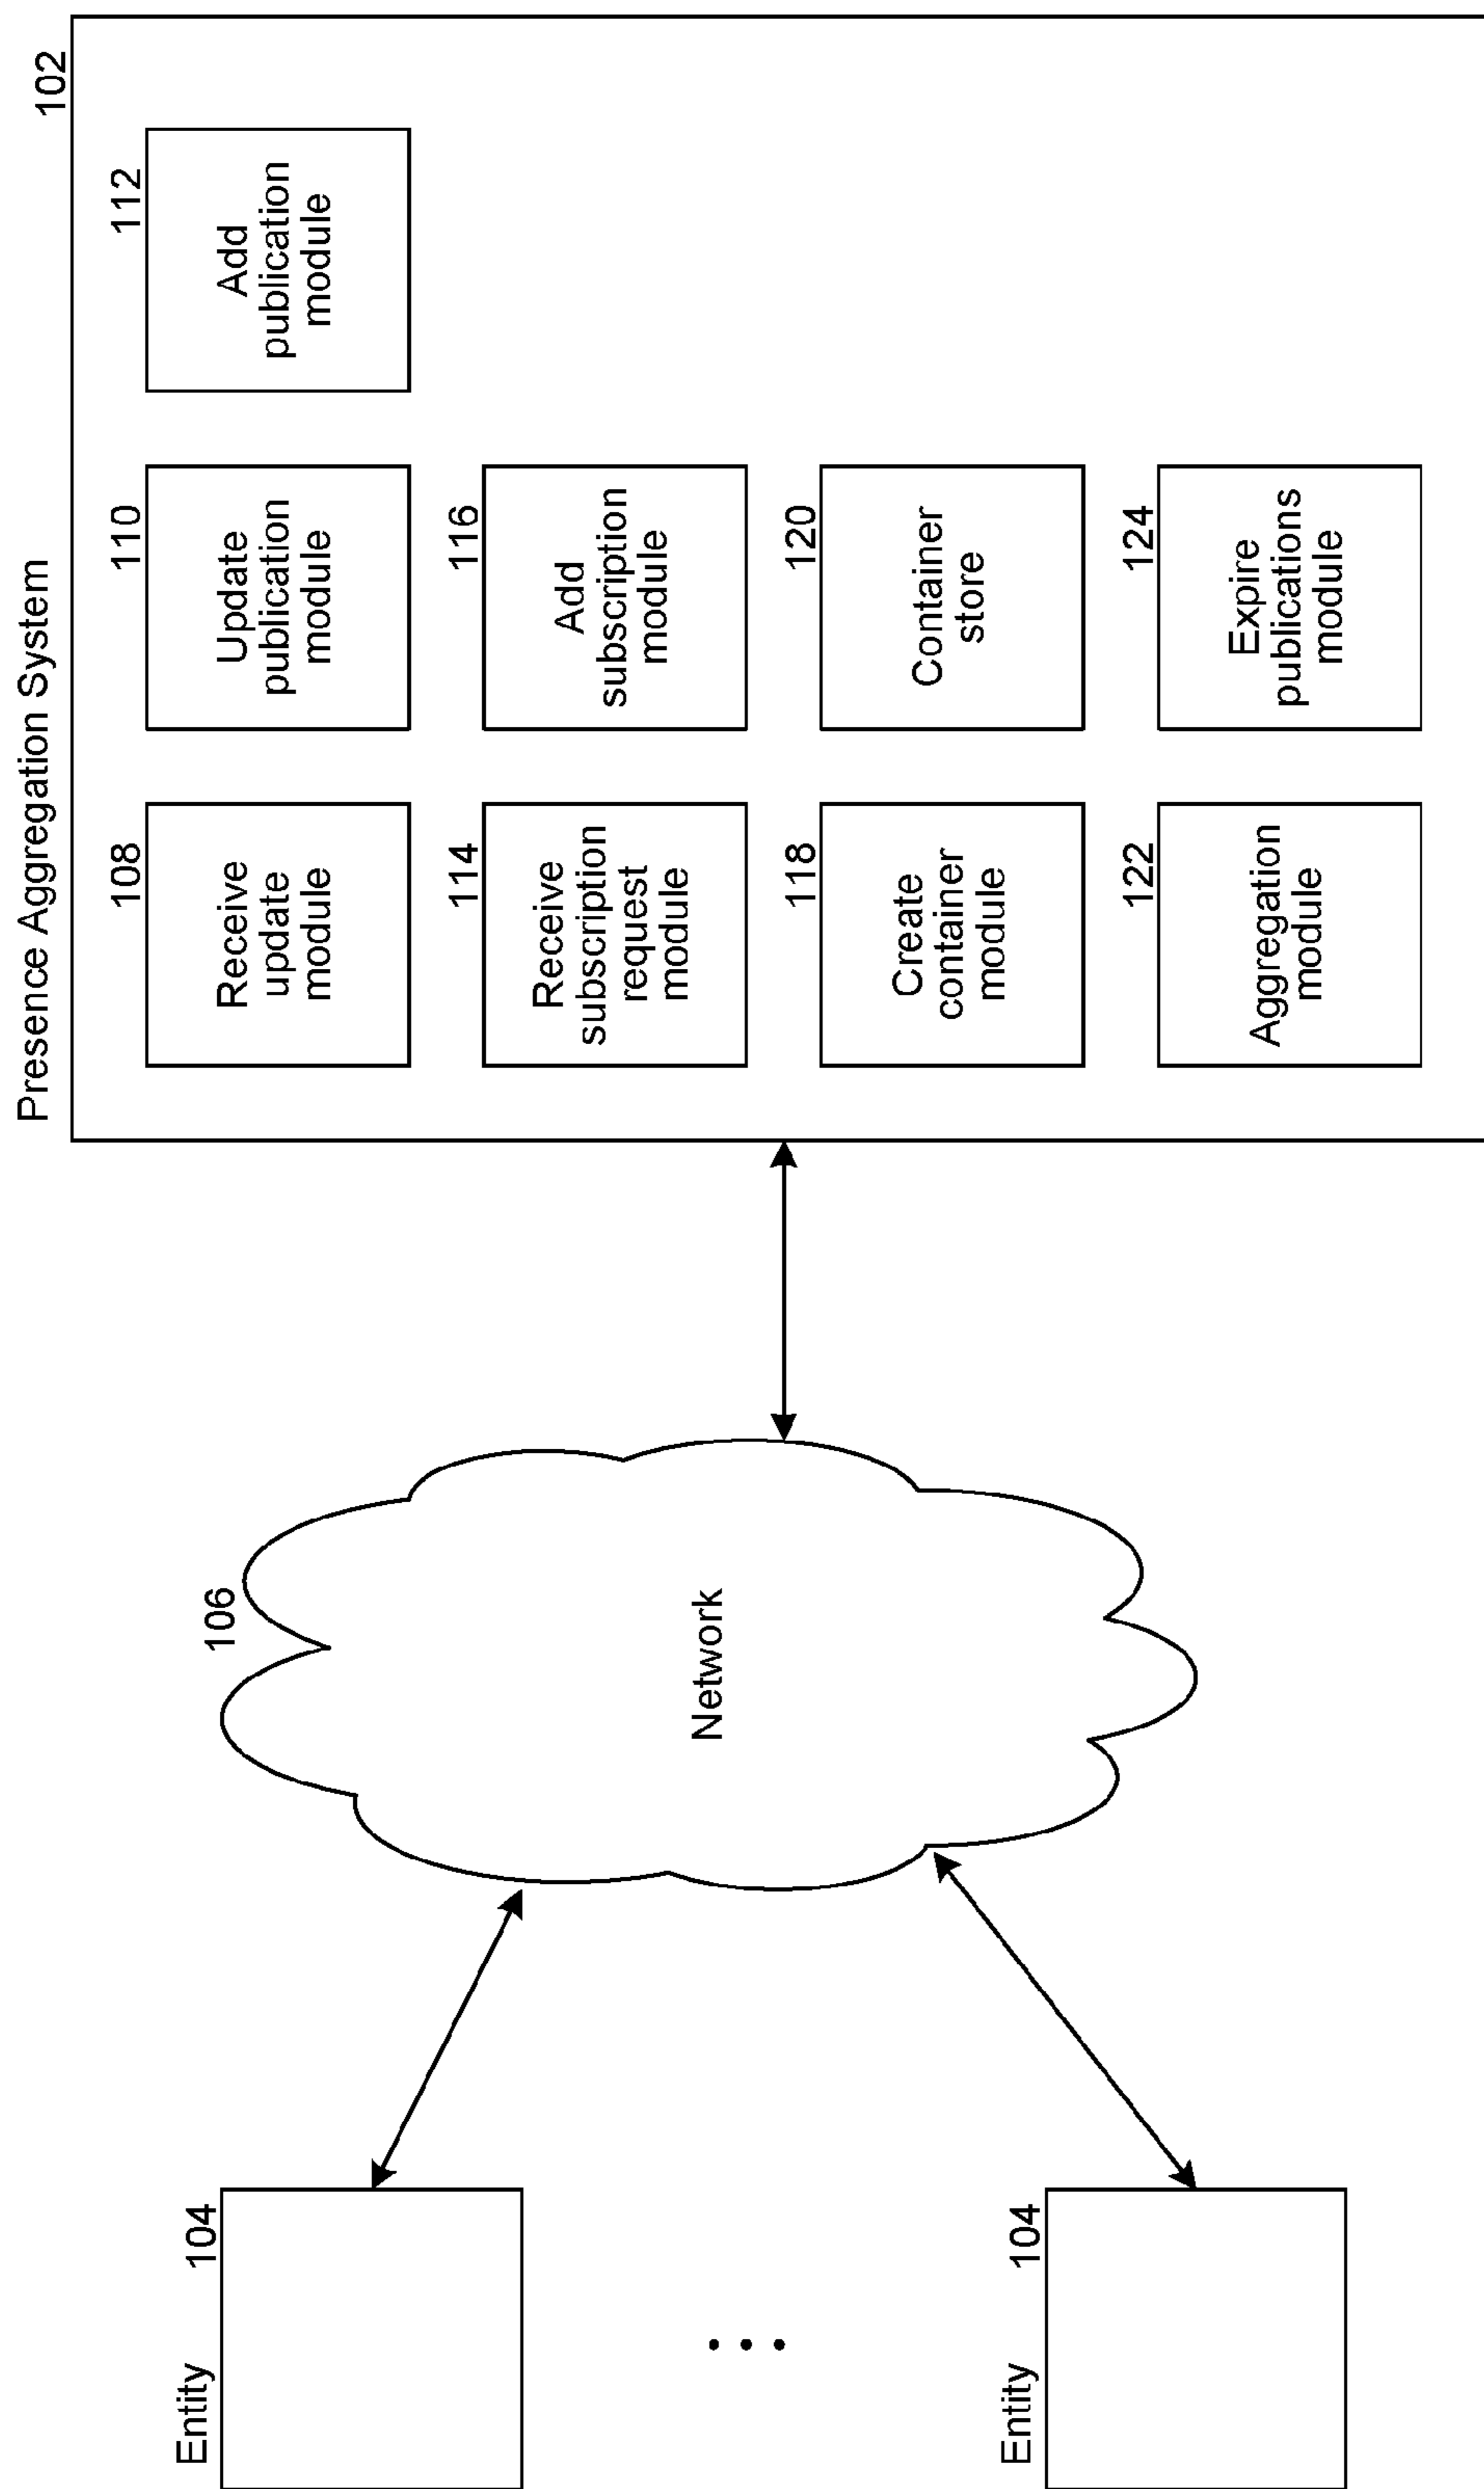 Presence Aggregation System
102
108
Receive
update
module
110
Update
publication
module
112
Add
publication
module
114
Receive
subscription
request
module
116
Add
subscription
module
118
Create
container
module
120
Container
store
122
Aggregation
module
124
Expire
publications
module
106
Network
Entity
104
Entity
104